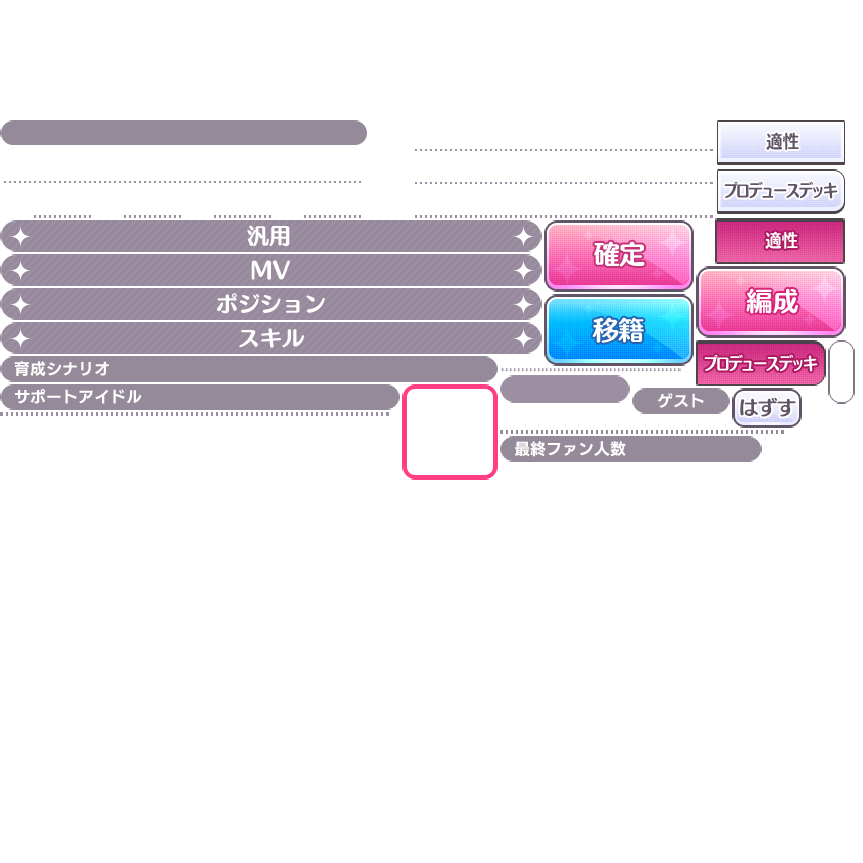 適性
プロデュースデッキ
汎用
MV
ポジション
スキル
育成シナリオ
サポートアイドル
確定
移籍
適性
編成
プロデュースデッキ
ゲスト
はずす
最終ファン人数